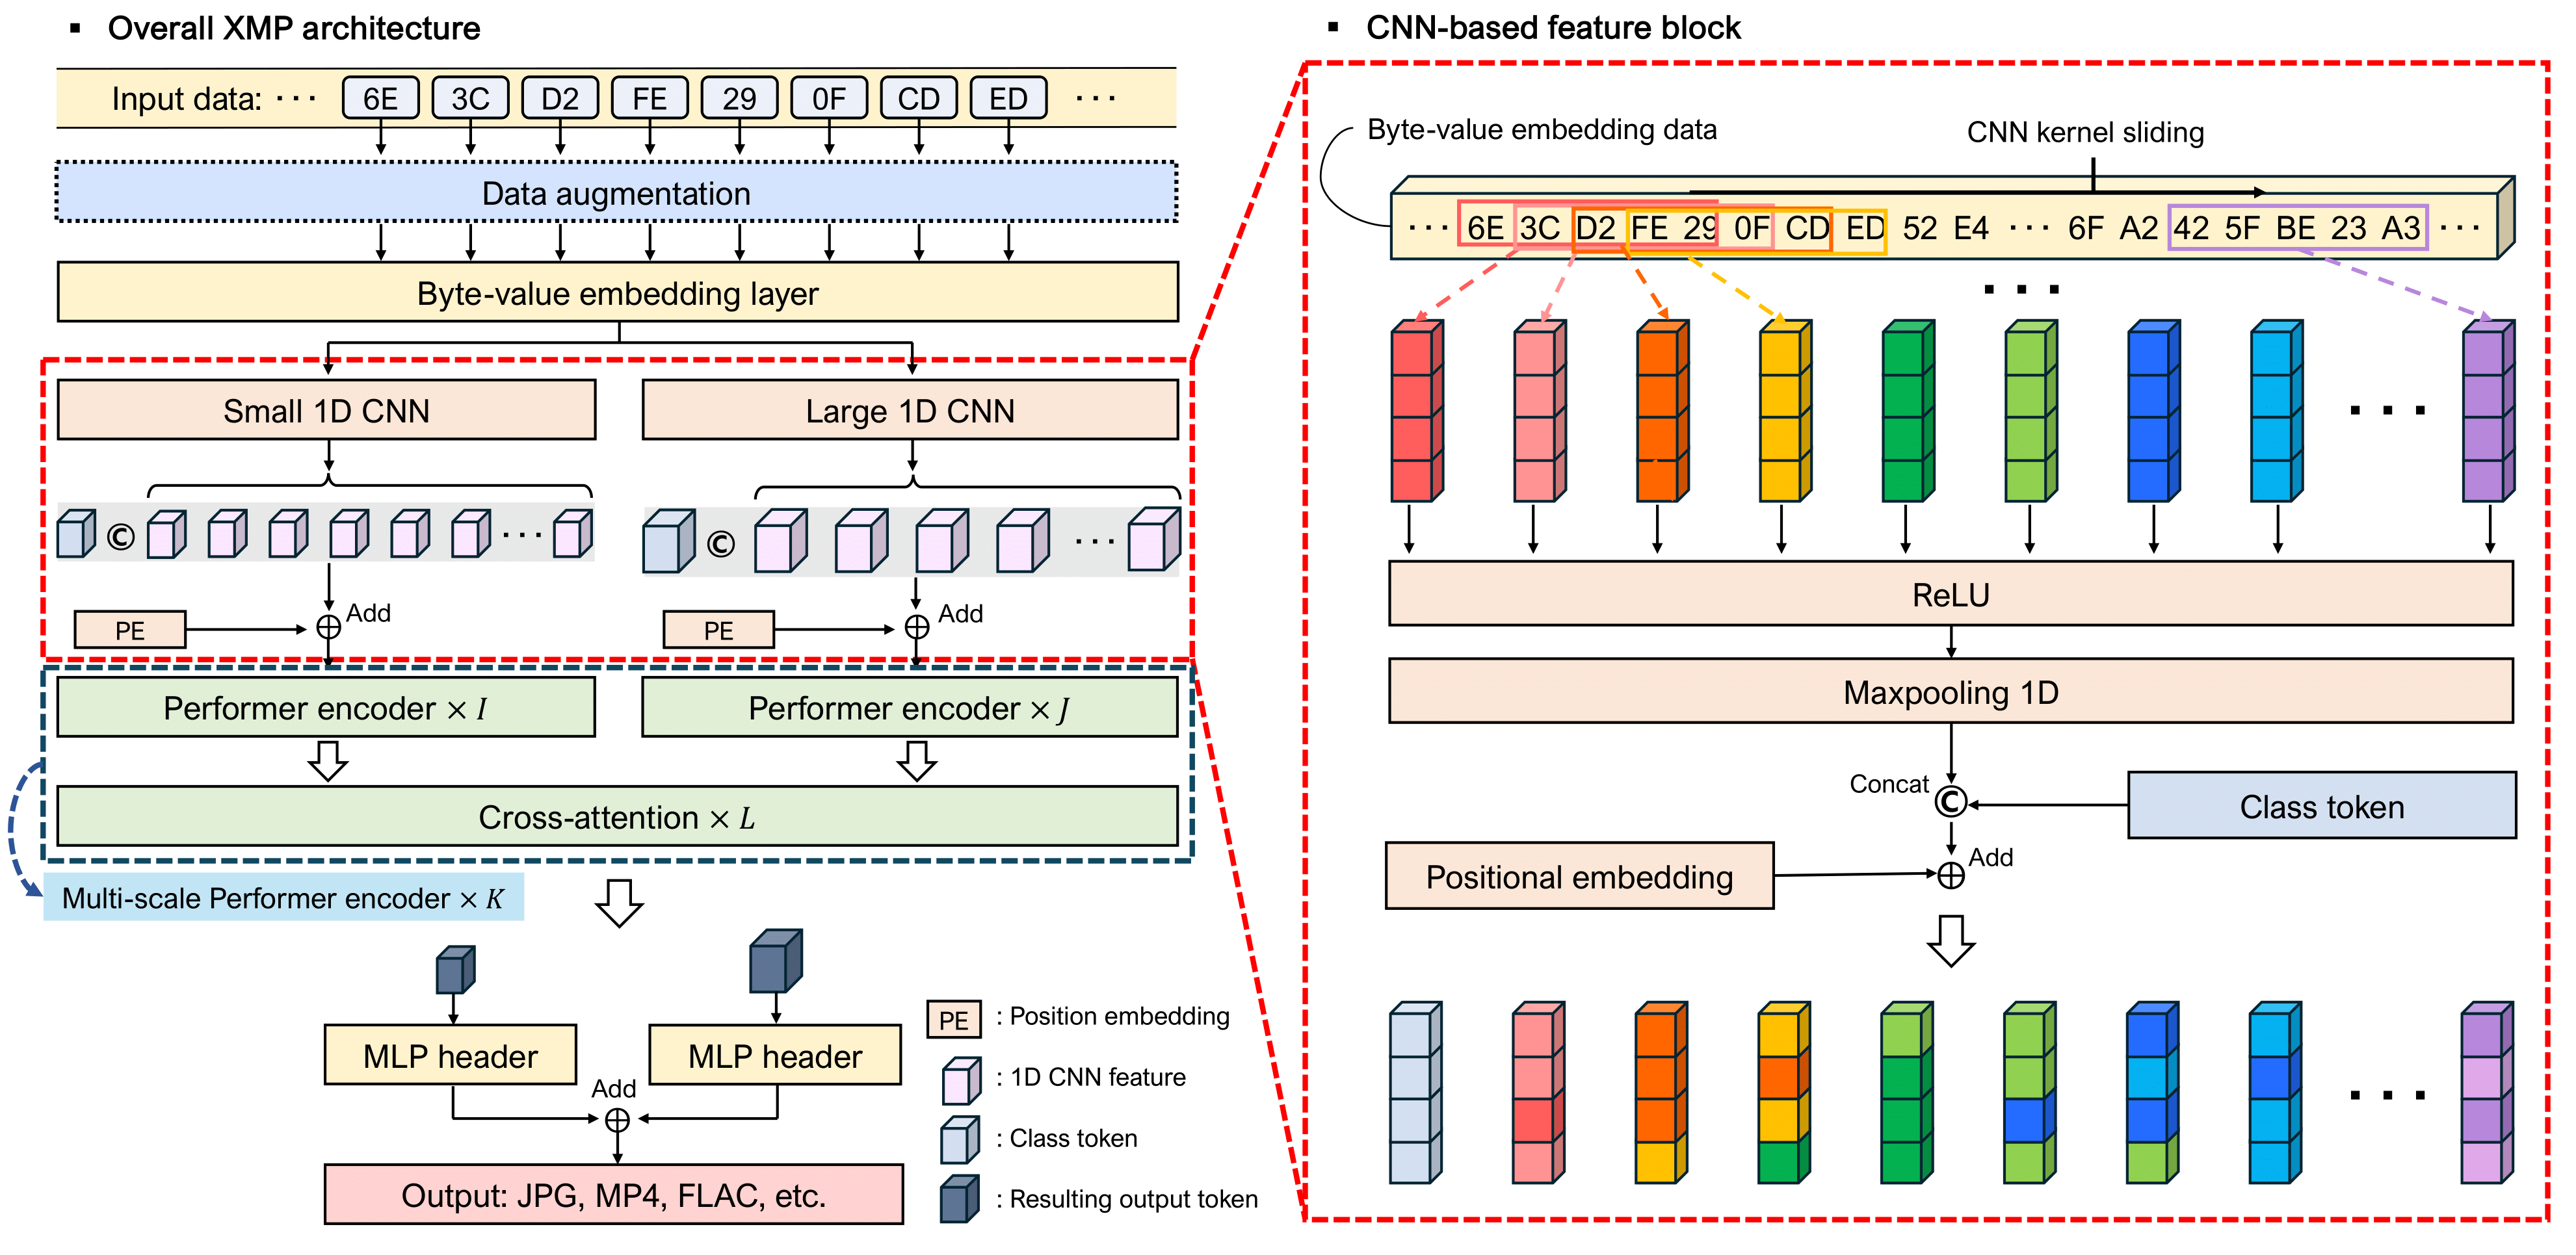 ▪ Overall XMP architecture
Input data: ··· 6E 3C D2 FE 29 0F CD ED ···
Data augmentation
Byte-value embedding layer
Small 1D CNN
Large 1D CNN
© ···
© ···
PE
Add
PE
Add
Performer encoder × I
Performer encoder × J
Cross-attention × L
Multi-scale Performer encoder × K
MLP header
MLP header
Add
Output: JPG, MP4, FLAC, etc.
PE : Position embedding
: 1D CNN feature
: Class token
: Resulting output token
▪ CNN-based feature block
Byte-value embedding data
CNN kernel sliding
··· 6E 3C D2 FE 29 0F CD ED 52 E4 ··· 6F A2 42 5F BE 23 A3 ···
···
···
ReLU
Maxpooling 1D
Concat
©
Class token
Positional embedding
Add
···